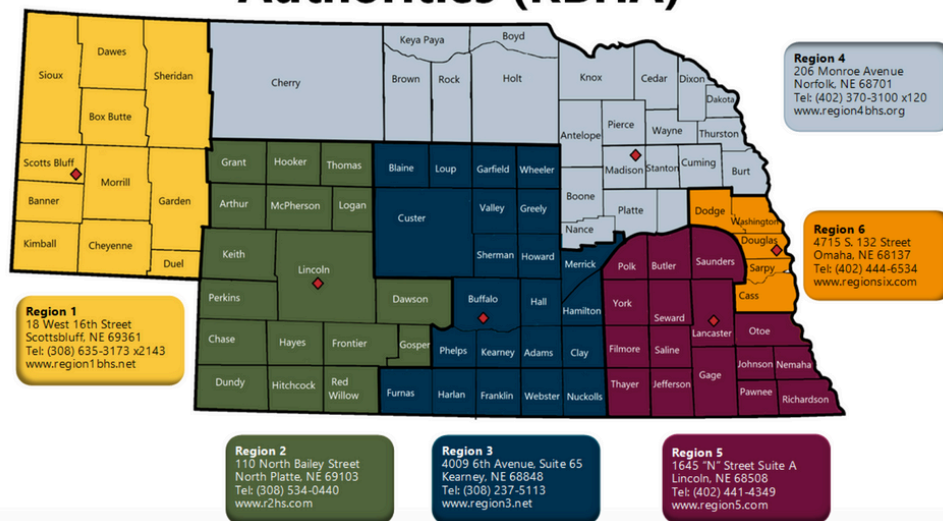 Authorities (RBHA)
Keya Paya
Boyd
Dawes
Sioux
Sheridan
Cherry
Brown
Rock
Holt
Knox
Cedar
Dixon
Dakota
Box Butte
Antelope
Pierce
Wayne
Thurston
Scotts Bluff
Morrill
Grant
Hooker
Thomas
Blaine
Loup
Garfield
Wheeler
Madison
Stanton
Cuming
Burt
Banner
Garden
Arthur
McPherson
Logan
Custer
Valley
Greely
Boone
Platte
Nance
Dodge
Washington
Kimball
Cheyenne
Duel
Keith
Lincoln
Sherman
Howard
Merrick
Polk
Butler
Saunders
Douglas
Sarpy
Cass
Perkins
Dawson
Buffalo
Hall
Hamilton
York
Seward
Lancaster
Otoe
Chase
Hayes
Frontier
Gosper
Phelps
Kearney
Adams
Clay
Filmore
Saline
Gage
Johnson
Nemaha
Dundy
Hitchcock
Red
Willow
Furnas
Harlan
Franklin
Webster
Nuckolls
Thayer
Jefferson
Pawnee
Richardson
Region 4
206 Monroe Avenue
Norfolk, NE 68701
Tel: (402) 370-3100 x120
www.region4bhs.org
Region 6
4715 S. 132 Street
Omaha, NE 68137
Tel: (402) 444-6534
www.regionsix.com
Region 1
18 West 16th Street
Scottsbluff, NE 69361
Tel: (308) 635-3173 x2143
www.region1bhs.net
Region 2
110 North Bailey Street
North Platte, NE 69103
Tel: (308) 534-0440
www.r2hs.com
Region 3
4009 6th Avenue, Suite 65
Kearney, NE 68848
Tel: (308) 237-5113
www.region3.net
Region 5
1645 "N" Street Suite A
Lincoln, NE 68508
Tel: (402) 441-4349
www.region5.com